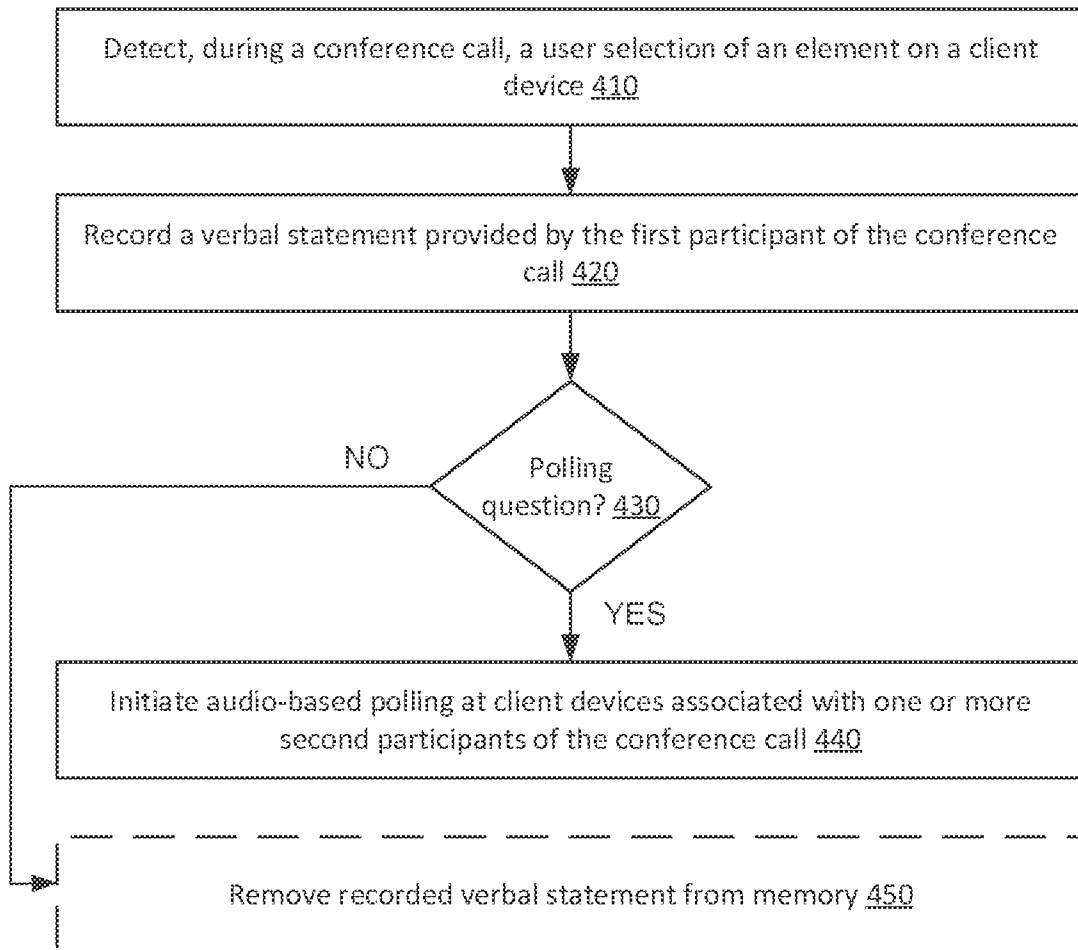 Detect, during a conference call, a user selection of an element on a client
device 410
Record a verbal statement provided by the first participant of the conference
call 420
NO
Polling
question? 430
YES
Initiate audio-based polling at client devices associated with one or more
second participants of the conference call 440
Remove recorded verbal statement from memory 450